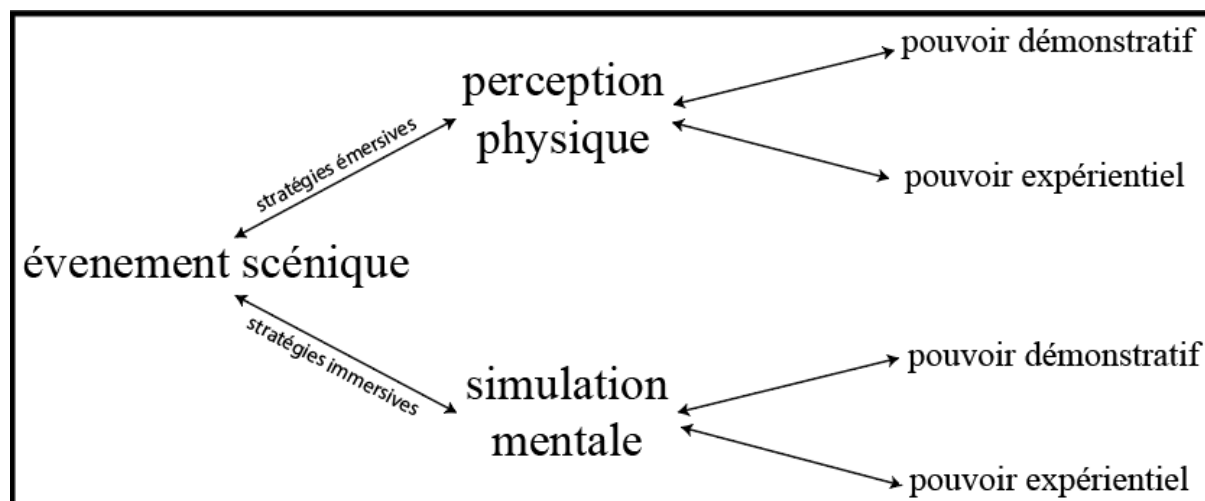 pouvoir démonstratif
perception
physique
stratégies émersives
pouvoir expérientiel
évenement scénique
stratégies immersives
pouvoir démonstratif
simulation
mentale
pouvoir expérientiel